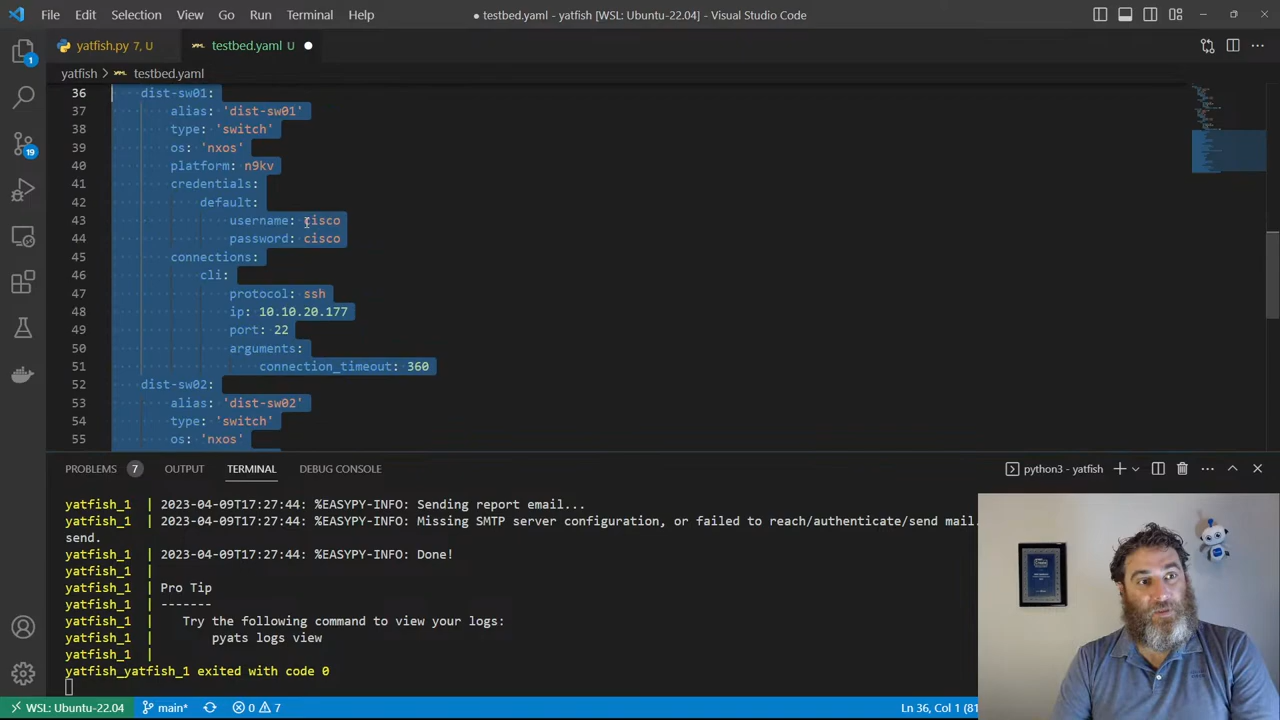 File Edit Selection View Go Run Terminal Help
● testbed.yaml - yatfish [WSL: Ubuntu-22.04] - Visual Studio Code
yatfish.py 7, U
testbed.yaml U
yatfish > testbed.yaml
36 dist-sw01:
37 alias: 'dist-sw01'
38 type: 'switch'
39 os: 'nxos'
40 platform: n9kv
41 credentials:
42 default:
43 username: cisco
44 password: cisco
45 connections:
46 cli:
47 protocol: ssh
48 ip: 10.10.20.177
49 port: 22
50 arguments:
51 connection_timeout: 360
52 dist-sw02:
53 alias: 'dist-sw02'
54 type: 'switch'
55 os: 'nxos'
1
19
PROBLEMS 7 OUTPUT TERMINAL DEBUG CONSOLE
python3 - yatfish
yatfish_1 | 2023-04-09T17:27:44: %EASYPY-INFO: Sending report email...
yatfish_1 | 2023-04-09T17:27:44: %EASYPY-INFO: Missing SMTP server configuration, or failed to reach/authenticate/send mail.
send.
yatfish_1 | 2023-04-09T17:27:44: %EASYPY-INFO: Done!
yatfish_1 |
yatfish_1 | Pro Tip
yatfish_1 | -------
yatfish_1 | Try the following command to view your logs:
yatfish_1 | pyats logs view
yatfish_1 |
yatfish_yatfish_1 exited with code 0
WSL: Ubuntu-22.04 main* 0 7
Ln 36, Col 1 (81